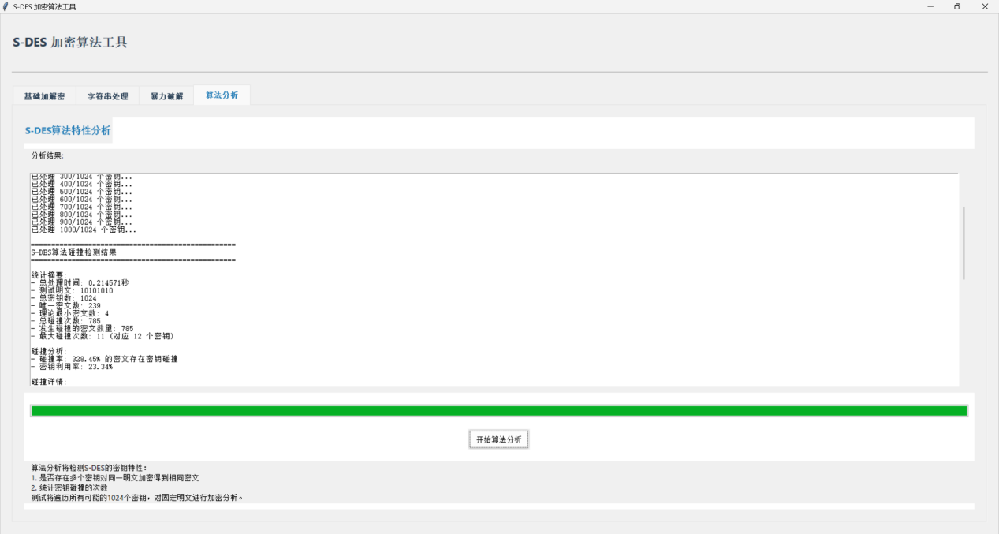 S-DES 加密算法工具
S-DES 加密算法工具
基础加解密 字符串处理 暴力破解 算法分析
S-DES算法特性分析
分析结果:
已处理 300/1024 个密钥...
已处理 400/1024 个密钥...
已处理 500/1024 个密钥...
已处理 600/1024 个密钥...
已处理 700/1024 个密钥...
已处理 800/1024 个密钥...
已处理 900/1024 个密钥...
已处理 1000/1024 个密钥...
==================================================
S-DES算法碰撞检测结果
==================================================
统计摘要:
- 总处理时间: 0.214571秒
- 测试明文: 10101010
- 总密钥数: 1024
- 唯一密文数: 239
- 理论最小密文数: 4
- 总碰撞次数: 785
- 发生碰撞的密文数量: 785
- 最大碰撞次数: 11 (对应 12 个密钥)
碰撞分析:
- 碰撞率: 328.45% 的密文存在密钥碰撞
- 密钥利用率: 23.34%
碰撞详情:
开始算法分析
算法分析将检测S-DES的密钥特性：
1. 是否存在多个密钥对同一明文加密得到相同密文
2. 统计密钥碰撞的次数
测试将遍历所有可能的1024个密钥，对固定明文进行加密分析。